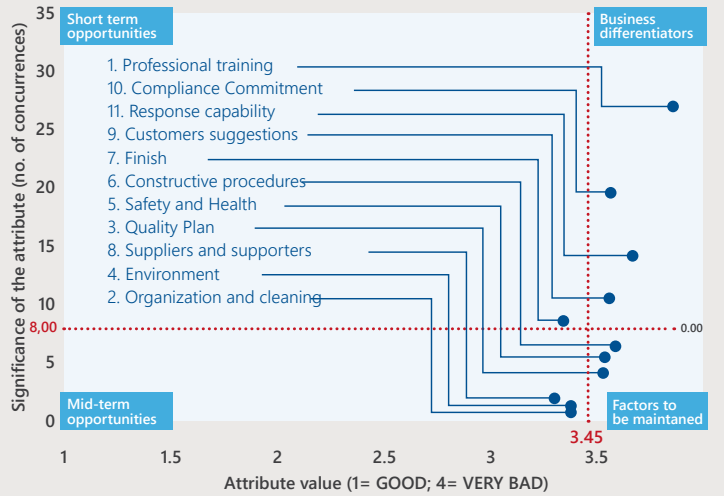 Significance of the attribute (no. of concurrences)
35
30
25
20
15
10
8,00
5
0
Short term
opportunities
Business
differentiators
1. Professional training
10. Compliance Commitment
11. Response capability
9. Customers suggestions
7. Finish
6. Constructive procedures
5. Safety and Health
3. Quality Plan
8. Suppliers and supporters
4. Environment
2. Organization and cleaning
0.00
Mid-term
opportunities
Factors to
be maintaned
3.45
1
1.5
2
2.5
3
3.5
Attribute value (1= GOOD; 4= VERY BAD)